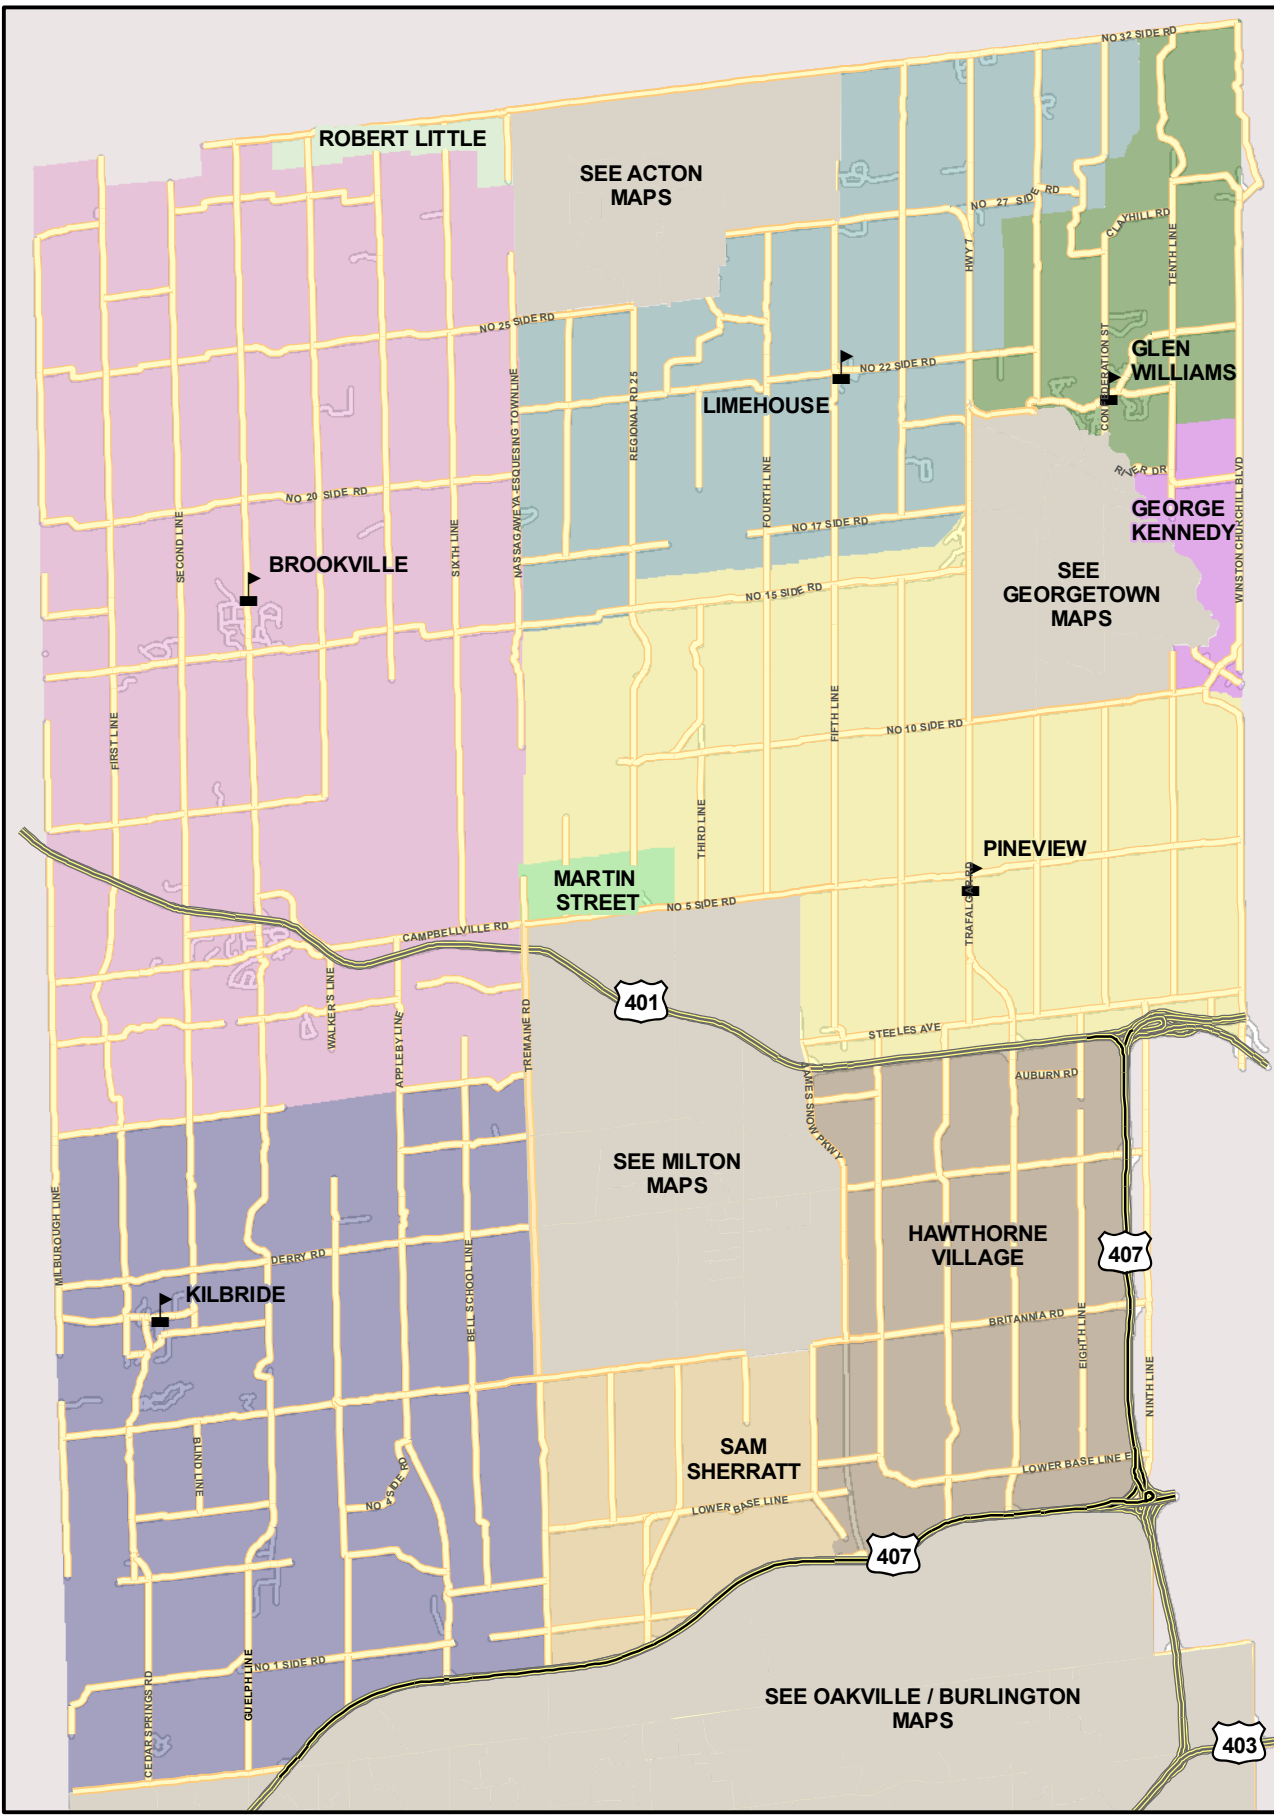 NO 32 SIDE RD
ROBERT LITTLE
SEE ACTON
MAPS
NO 27 SIDE RD
CLAYHILL RD
HWY 7
TENTH LINE
NO 25 SIDE RD
NO 22 SIDE RD
GLEN
WILLIAMS
CONFEDERATION ST
LIMEHOUSE
REGIONAL RD 25
NASSAGAWEYA-ESQUESING TOWNLINE
FOURTH LINE
RIVER DR
WINSTON CHURCHILL BLVD
NO 20 SIDE RD
GEORGE
KENNEDY
NO 17 SIDE RD
SECOND LINE
SIXTH LINE
BROOKVILLE
SEE
GEORGETOWN
MAPS
NO 15 SIDE RD
FIRST LINE
FIFTH LINE
NO 10 SIDE RD
THIRD LINE
PINEVIEW
MARTIN
STREET
NO 5 SIDE RD
TRAFALGAR RD
CAMPBELLVILLE RD
401
WALKER'S LINE
APPLEBY LINE
TREMAINE RD
STEELES AVE
AUBURN RD
JAMES SNOW PKWY
SEE MILTON
MAPS
MILBUROUGH LINE
HAWTHORNE
VILLAGE
407
DERRY RD
BELL SCHOOL LINE
KILBRIDE
BRITANNIA RD
EIGHTH LINE
NINTH LINE
BLIND LINE
SAM
SHERRATT
LOWER BASE LINE E
NO 4 SIDE RD
LOWER BASE LINE
407
NO 1 SIDE RD
CEDAR SPRINGS RD
GUELPH LINE
SEE OAKVILLE / BURLINGTON
MAPS
403